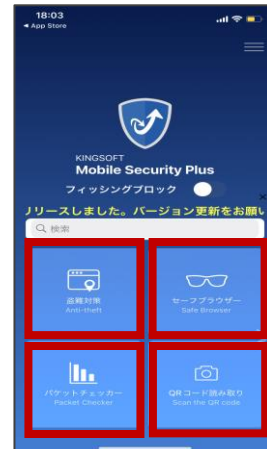 18:03
◀ App Store
KINGSOFT
Mobile Security Plus
フィッシングブロック
リリースしました。バージョン更新をお願い
検索
盗難対策
Anti-theft
セーフブラウザー
Safe Browser
パケットチェッカー
Packet Checker
QRコード読み取り
Scan the QR code